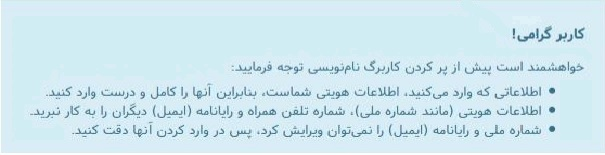 کاربر گرامی!
خواهشمند است پیش از پر کردن کاربرگ نام‌نویسی توجه فرمایید:
• اطلاعاتی که وارد می‌کنید، اطلاعات هویتی شماست، بنابراین آنها را کامل و درست وارد کنید.
• اطلاعات هویتی (مانند شماره ملی)، شماره تلفن همراه و رایانامه (ایمیل) دیگران را به کار نبرید.
• شماره ملی و رایانامه (ایمیل) را نمی‌توان ویرایش کرد، پس در وارد کردن آنها دقت کنید.